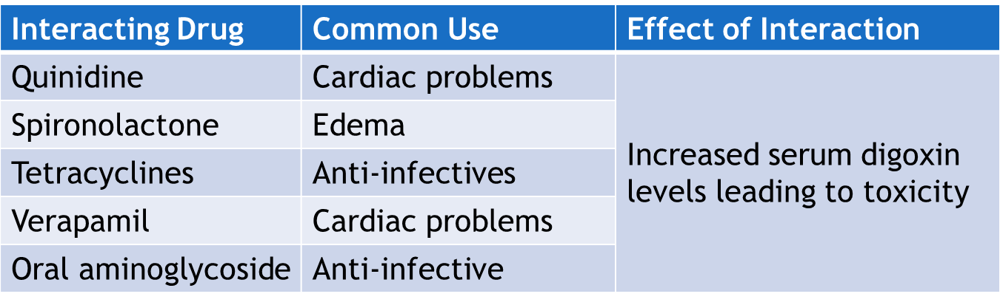 Interacting Drug
Common Use
Effect of Interaction
Quinidine
Cardiac problems
Spironolactone
Edema
Tetracyclines
Anti-infectives
Verapamil
Cardiac problems
Oral aminoglycoside
Anti-infective
Increased serum digoxin
levels leading to toxicity